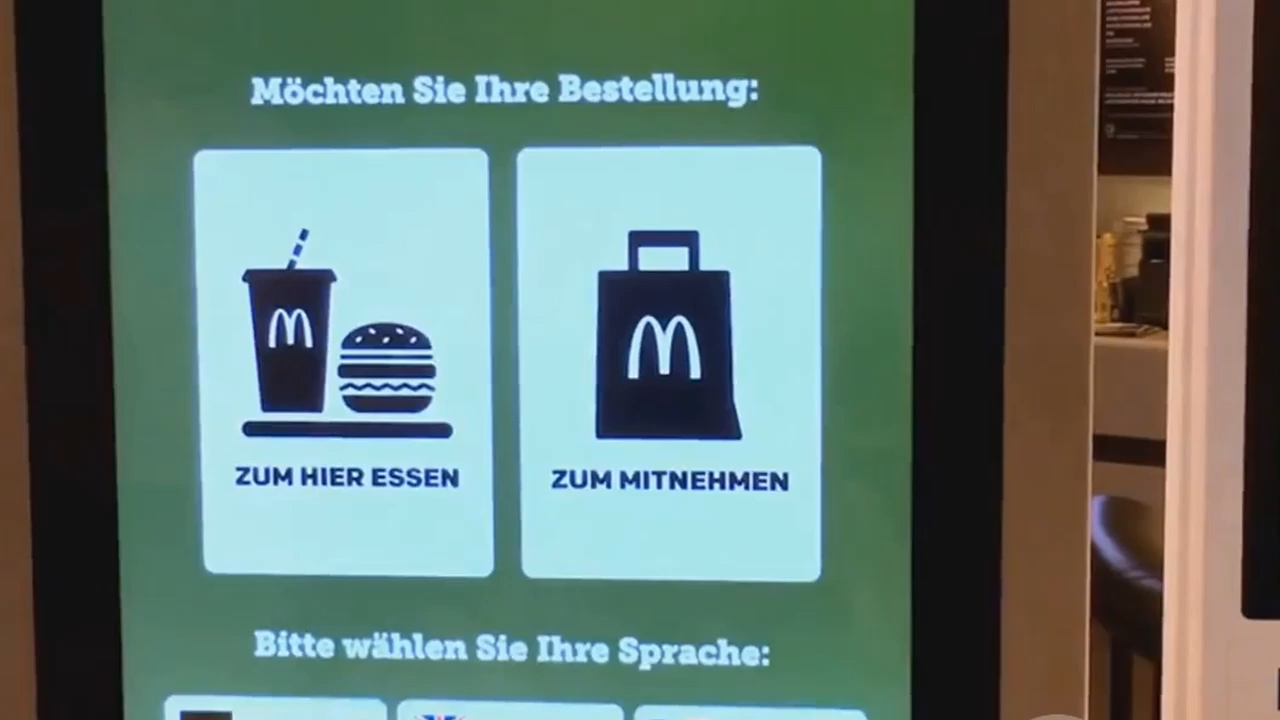 Möchten Sie Ihre Bestellung:
ZUM HIER ESSEN
ZUM MITNEHMEN
Bitte wählen Sie Ihre Sprache: